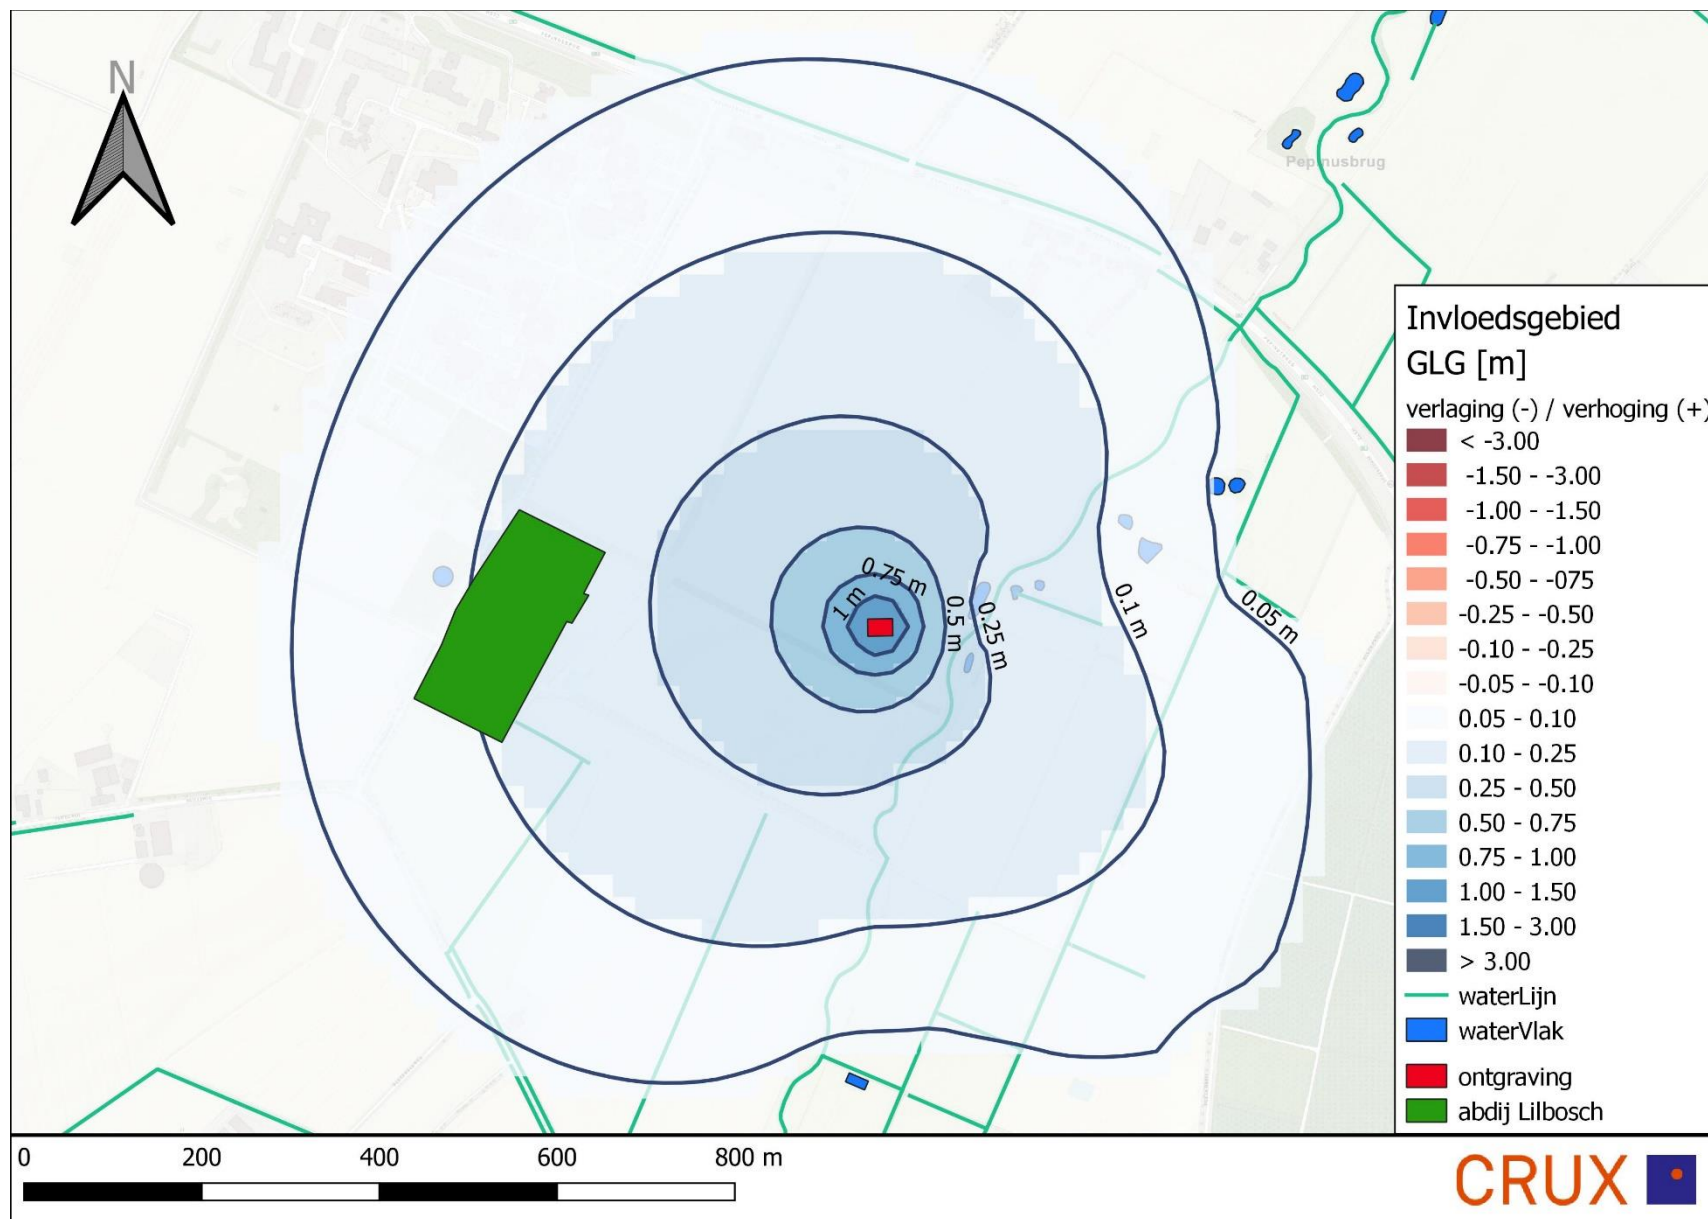 N
Pepinusbrug
0.75 m
1 m
0.5 m
0.25 m
0.1 m
0.05 m
Invloedsgebied
GLG [m]
verlaging (-) / verhoging (+)
< -3.00
-1.50 - -3.00
-1.00 - -1.50
-0.75 - -1.00
-0.50 - -075
-0.25 - -0.50
-0.10 - -0.25
-0.05 - -0.10
0.05 - 0.10
0.10 - 0.25
0.25 - 0.50
0.50 - 0.75
0.75 - 1.00
1.00 - 1.50
1.50 - 3.00
> 3.00
waterLijn
waterVlak
ontgraving
abdij Lilbosch
0 200 400 600 800 m
CRUX